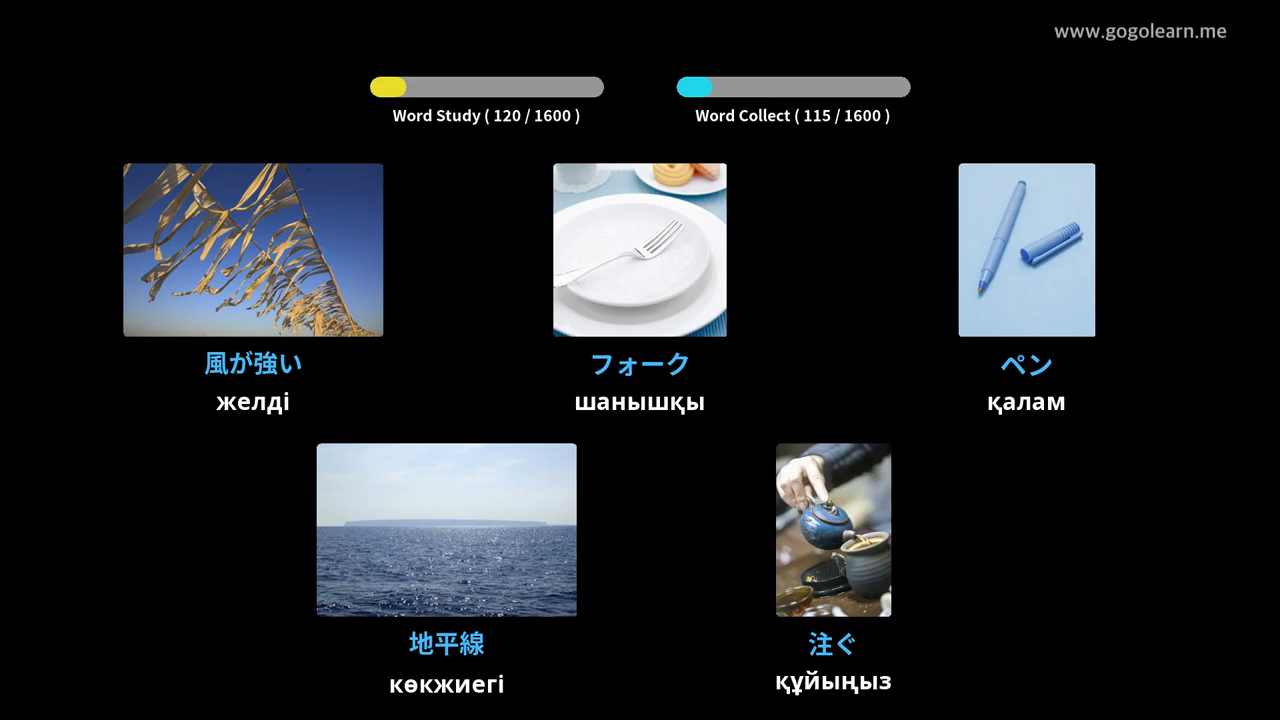 www.gogolearn.me
Word Study ( 120 / 1600 )
Word Collect ( 115 / 1600 )
風が強い
желді
フォーク
шанышқы
ペン
қалам
地平線
көкжиегі
注ぐ
құйыңыз